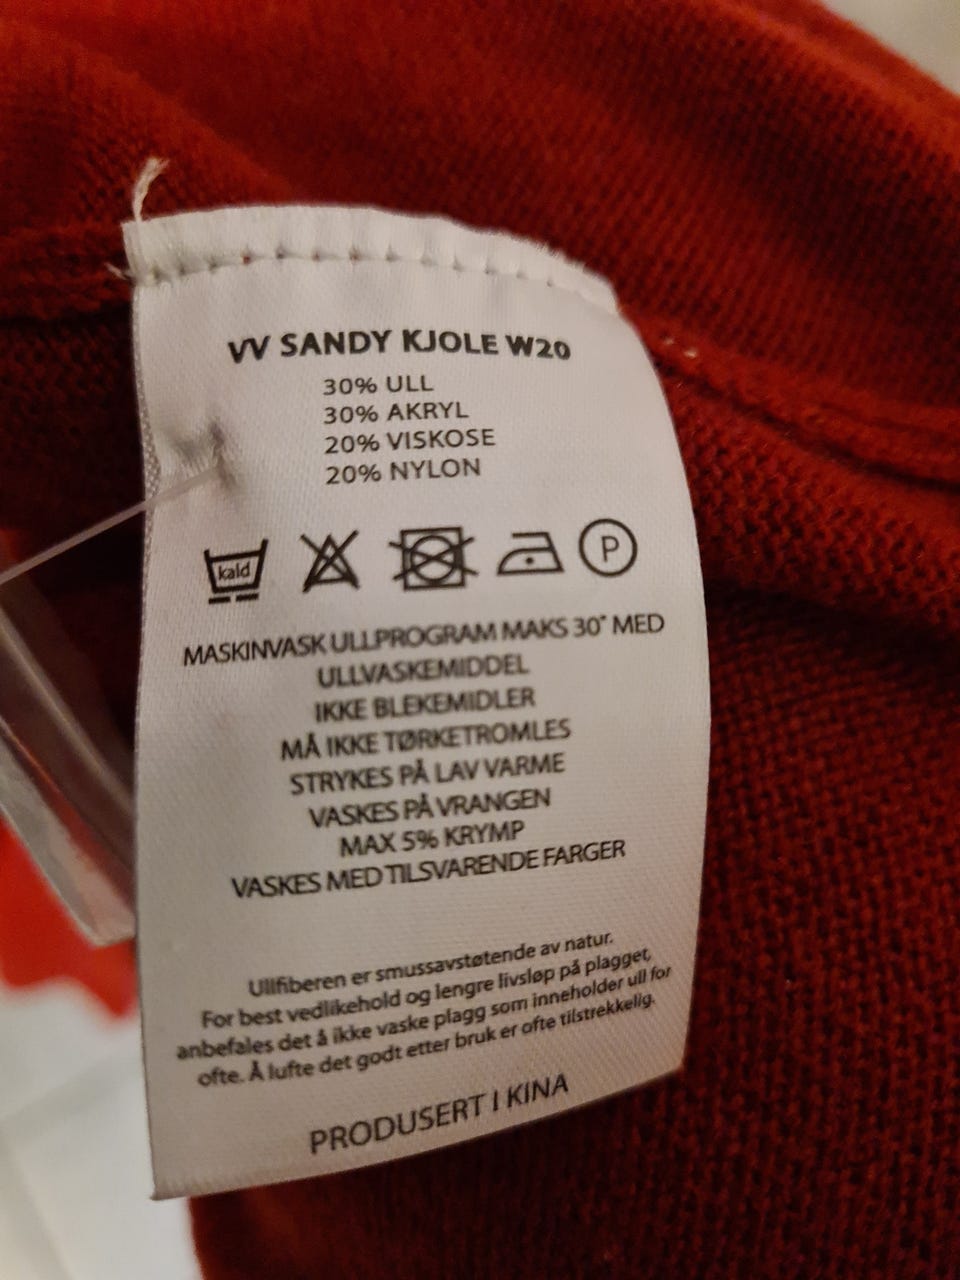 VV SANDY KJOLE W20
30% ULL
30% AKRYL
20% VISKOSE
20% NYLON
kald
P
MASKINVASK ULLPROGRAM MAKS 30° MED
ULLVASKEMIDDEL
IKKE BLEKEMIDLER
MÅ IKKE TØRKETROMLES
STRYKES PÅ LAV VARME
VASKES PÅ VRANGEN
MAX 5% KRYMP
VASKES MED TILSVARENDE FARGER
Ullfiberen er smussavstøtende av natur.
For best vedlikehold og lengre livsløp på plagget,
anbefales det å ikke vaske plagg som inneholder ull for
ofte. Å lufte det godt etter bruk er ofte tilstrekkelig.
PRODUSERT I KINA